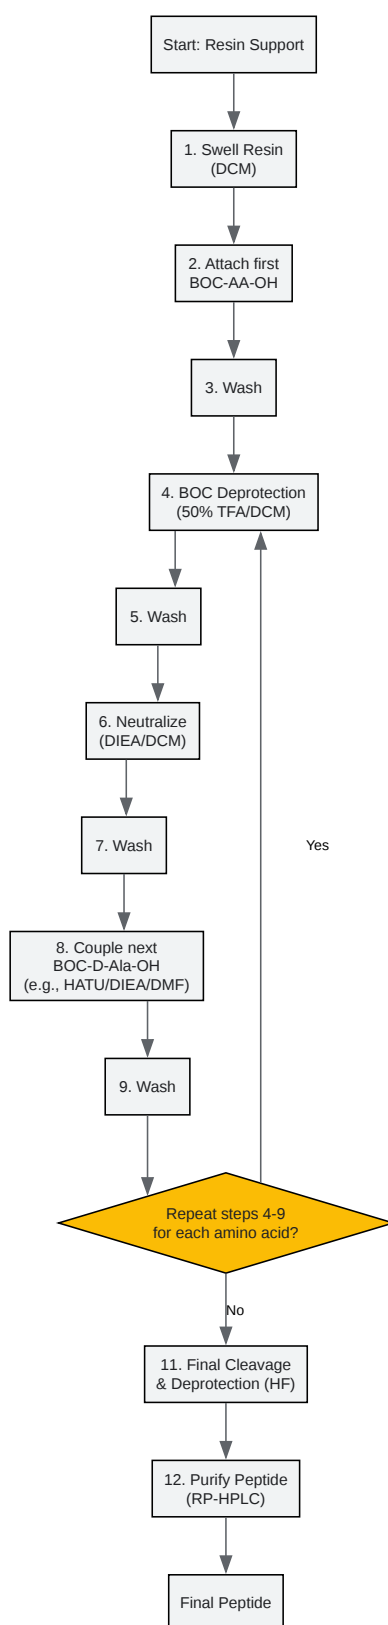 Start: Resin Support
1. Swell Resin
(DCM)
2. Attach first
BOC-AA-OH
3. Wash
4. BOC Deprotection
(50% TFA/DCM)
5. Wash
6. Neutralize
(DIEA/DCM)
7. Wash
Yes
8. Couple next
BOC-D-Ala-OH
(e.g., HATU/DIEA/DMF)
9. Wash
Repeat steps 4-9
for each amino acid?
No
11. Final Cleavage
& Deprotection (HF)
12. Purify Peptide
(RP-HPLC)
Final Peptide